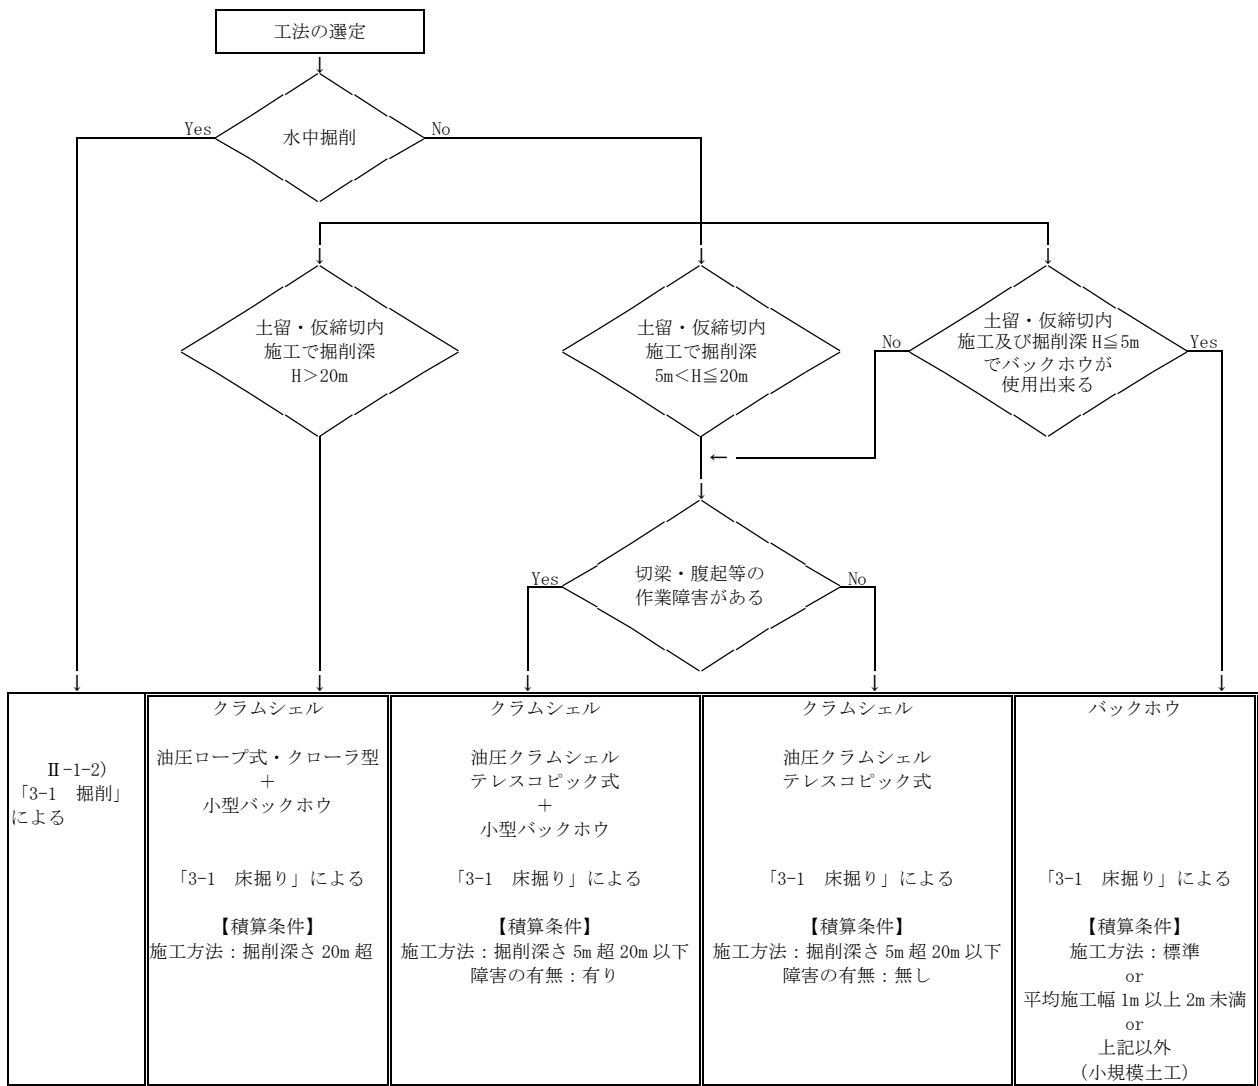 工法の選定
↓
Yes
水中掘削
No
↓
↓
↓
土留・仮締切内
施工で掘削深
H＞20m
土留・仮締切内
施工で掘削深
5m＜H≦20m
No
土留・仮締切内
施工及び掘削深 H≦5m
でバックホウが
使用出来る
Yes
←
↓
Yes
切梁・腹起等の
作業障害がある
No
↓
↓
↓
↓
↓
Ⅱ-1-2)
「3-1　掘削」
による
クラムシェル
油圧ロープ式・クローラ型
＋
小型バックホウ
「3-1　床掘り」による
【積算条件】
施工方法：掘削深さ 20m 超
クラムシェル
油圧クラムシェル
テレスコピック式
＋
小型バックホウ
「3-1　床掘り」による
【積算条件】
施工方法：掘削深さ 5m 超 20m 以下
障害の有無：有り
クラムシェル
油圧クラムシェル
テレスコピック式
「3-1　床掘り」による
【積算条件】
施工方法：掘削深さ 5m 超 20m 以下
障害の有無：無し
バックホウ
「3-1　床掘り」による
【積算条件】
施工方法：標準
or
平均施工幅 1m 以上 2m 未満
or
上記以外
(小規模土工)